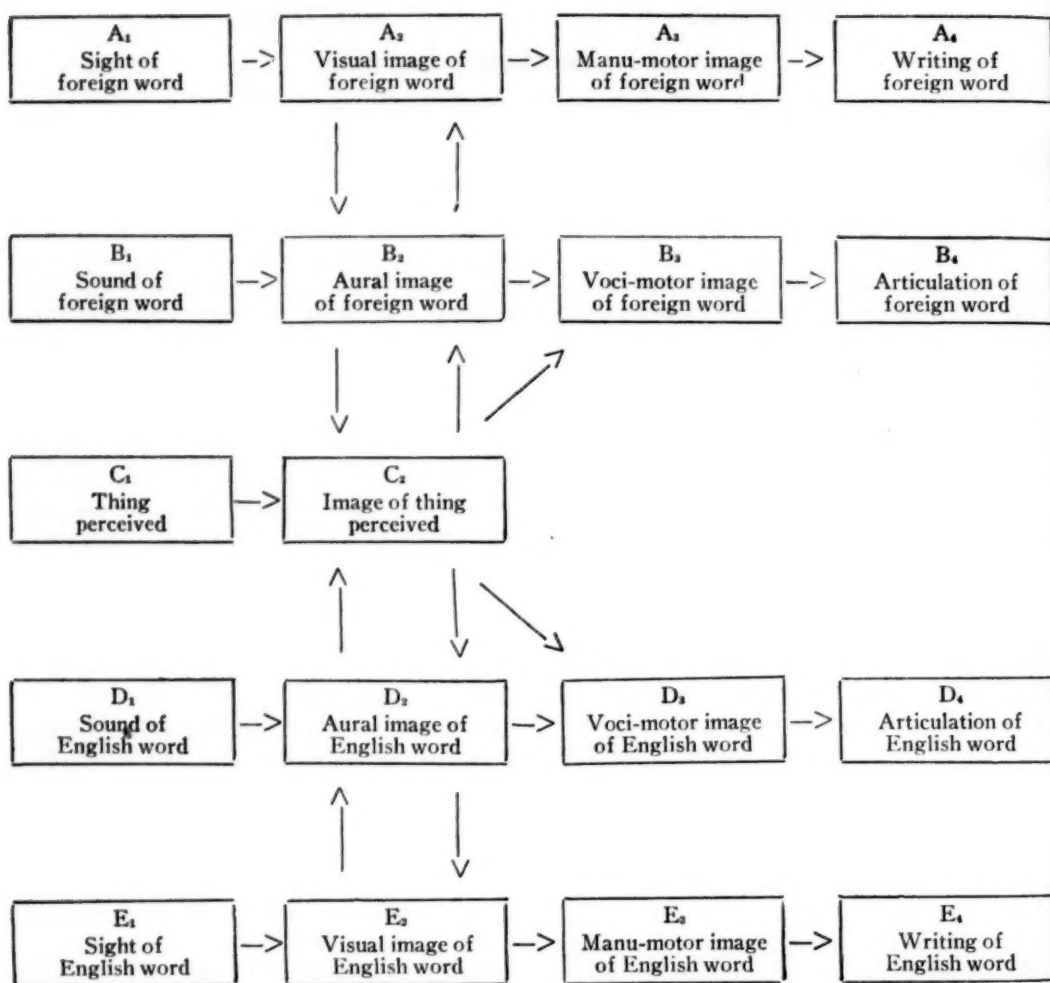 A₁
Sight of
foreign word
A₂
Visual image of
foreign word
A₃
Manu-motor image
of foreign word
A₄
Writing of
foreign word
B₁
Sound of
foreign word
B₂
Aural image
of foreign word
B₃
Voci-motor image
of foreign word
B₄
Articulation of
foreign word
C₁
Thing
perceived
C₂
Image of thing
perceived
D₁
Sound of
English word
D₂
Aural image of
English word
D₃
Voci-motor image
of English word
D₄
Articulation of
English word
E₁
Sight of
English word
E₂
Visual image of
English word
E₃
Manu-motor image
of English word
E₄
Writing of
English word